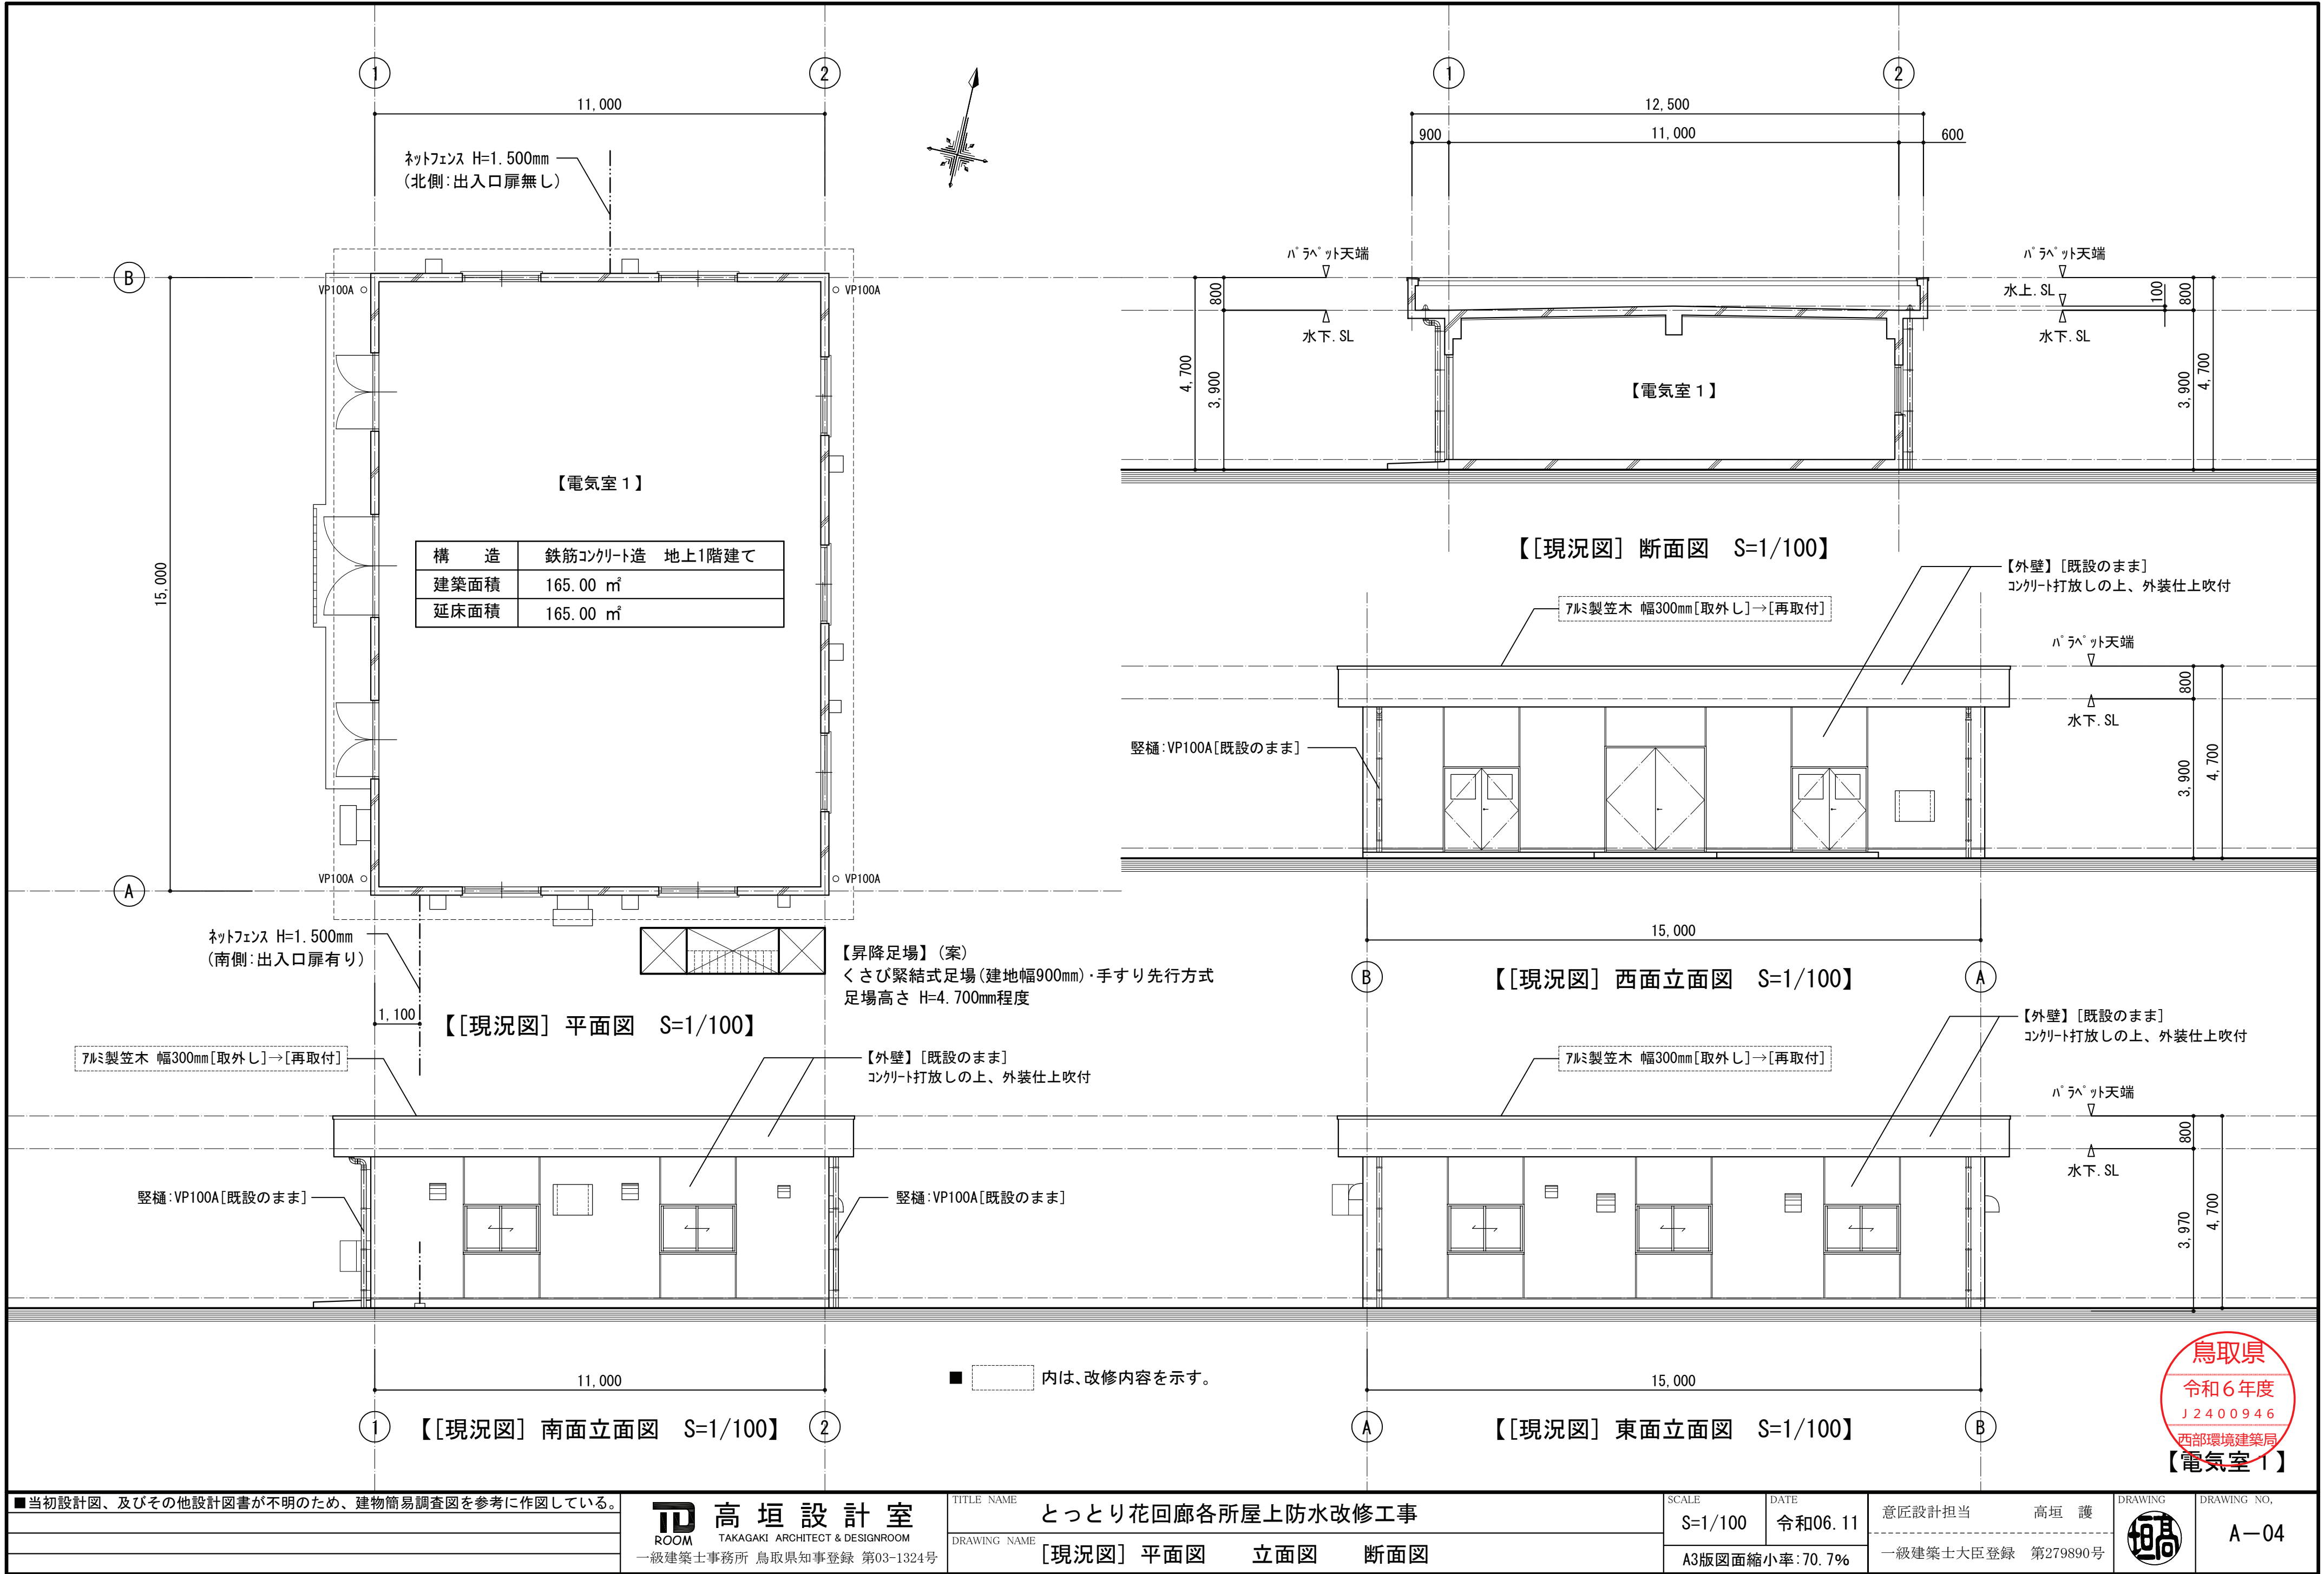 ①
②
11,000
ネットフェンス H=1.500mm
(北側:出入口扉無し)
B
A
15,000
VP100A
VP100A
【電気室１】
構　　造　鉄筋コンクリート造　地上1階建て
建築面積　165.00 ㎡
延床面積　165.00 ㎡
VP100A
VP100A
ネットフェンス H=1.500mm
(南側:出入口扉有り)
1,100
【昇降足場】(案)
くさび緊結式足場(建地幅900mm)･手すり先行方式
足場高さ H=4.700mm程度
【[現況図] 平面図　S=1/100】
①
②
12,500
900
11,000
600
パラペット天端
水下.SL
800
3,900
4,700
【電気室１】
パラペット天端
水上.SL
水下.SL
100
800
3,900
4,700
【[現況図] 断面図　S=1/100】
アルミ製笠木 幅300mm[取外し]→[再取付]
【外壁】[既設のまま]
コンクリート打放しの上、外装仕上吹付
竪樋:VP100A[既設のまま]
パラペット天端
水下.SL
800
3,900
4,700
15,000
B
A
【[現況図] 西面立面図　S=1/100】
アルミ製笠木 幅300mm[取外し]→[再取付]
【外壁】[既設のまま]
コンクリート打放しの上、外装仕上吹付
竪樋:VP100A[既設のまま]
竪樋:VP100A[既設のまま]
11,000
①
②
【[現況図] 南面立面図　S=1/100】
■　　　内は、改修内容を示す。
アルミ製笠木 幅300mm[取外し]→[再取付]
【外壁】[既設のまま]
コンクリート打放しの上、外装仕上吹付
パラペット天端
水下.SL
800
3,970
4,700
15,000
A
B
【[現況図] 東面立面図　S=1/100】
鳥取県
令和６年度
Ｊ２４００９４６
西部環境建築局
【電気室１】
■当初設計図、及びその他設計図書が不明のため、建物簡易調査図を参考に作図している。
TD
ROOM
高垣設計室
TAKAGAKI ARCHITECT & DESIGNROOM
一級建築士事務所 鳥取県知事登録 第03-1324号
TITLE NAME
とっとり花回廊各所屋上防水改修工事
DRAWING NAME
[現況図] 平面図　　立面図　　断面図
SCALE
S=1/100
DATE
令和06.11
A3版図面縮小率:70.7%
意匠設計担当　　高垣　護
一級建築士大臣登録　第279890号
DRAWING
高垣
DRAWING NO,
A－04